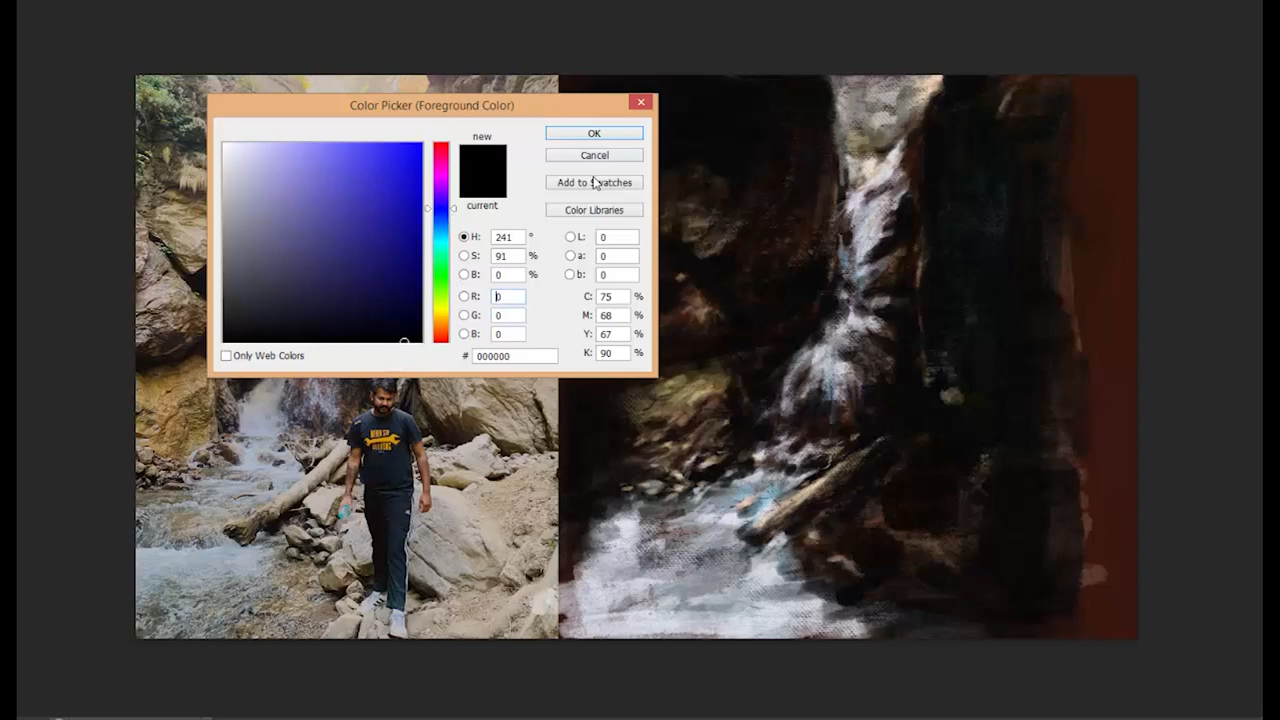 Color Picker (Foreground Color)
new
current
OK
Cancel
Add to Swatches
Color Libraries
H: 241 °
S: 91 %
B: 0 %
R: 0
G: 0
B: 0
L: 0
a: 0
b: 0
C: 75 %
M: 68 %
Y: 67 %
K: 90 %
# 000000
Only Web Colors